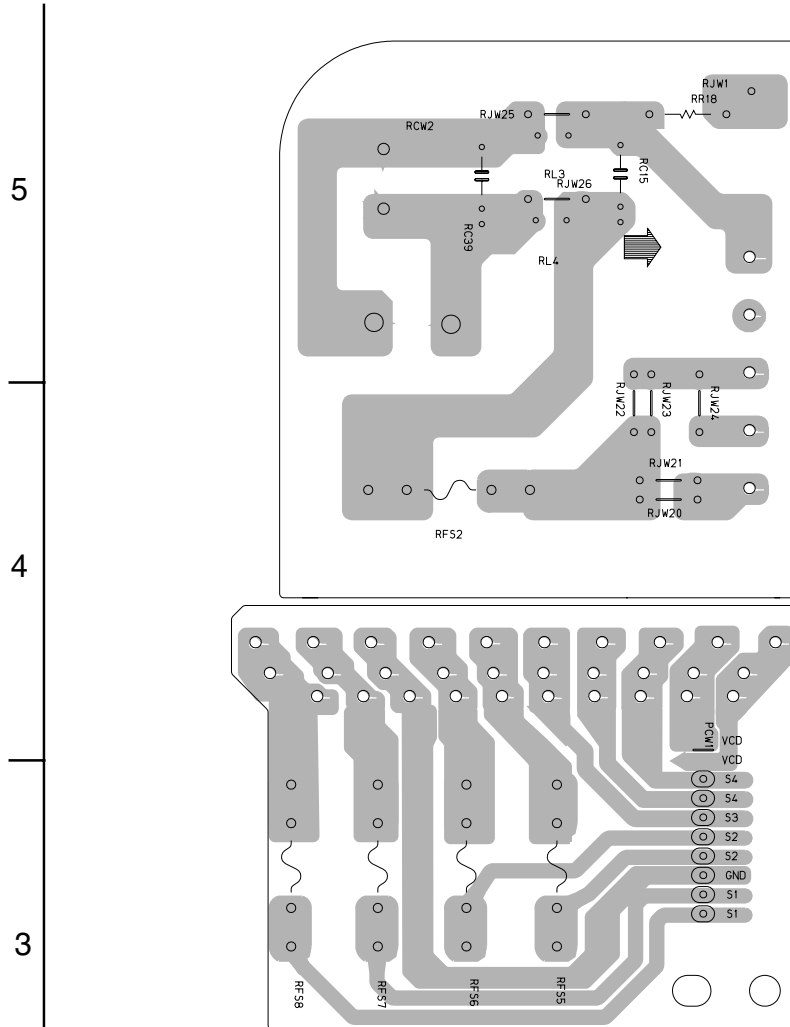 RJW1
RR18
RJW25
RCW2
RL3
RJW26
RC15
5
RC39
RL4
RJW22
RJW23
RJW24
RJW21
RJW20
RFS2
4
PCW1
VCD
VCD
S4
S4
S3
S2
S2
GND
S1
S1
3
RFS8
RFS7
RFS6
RFS5